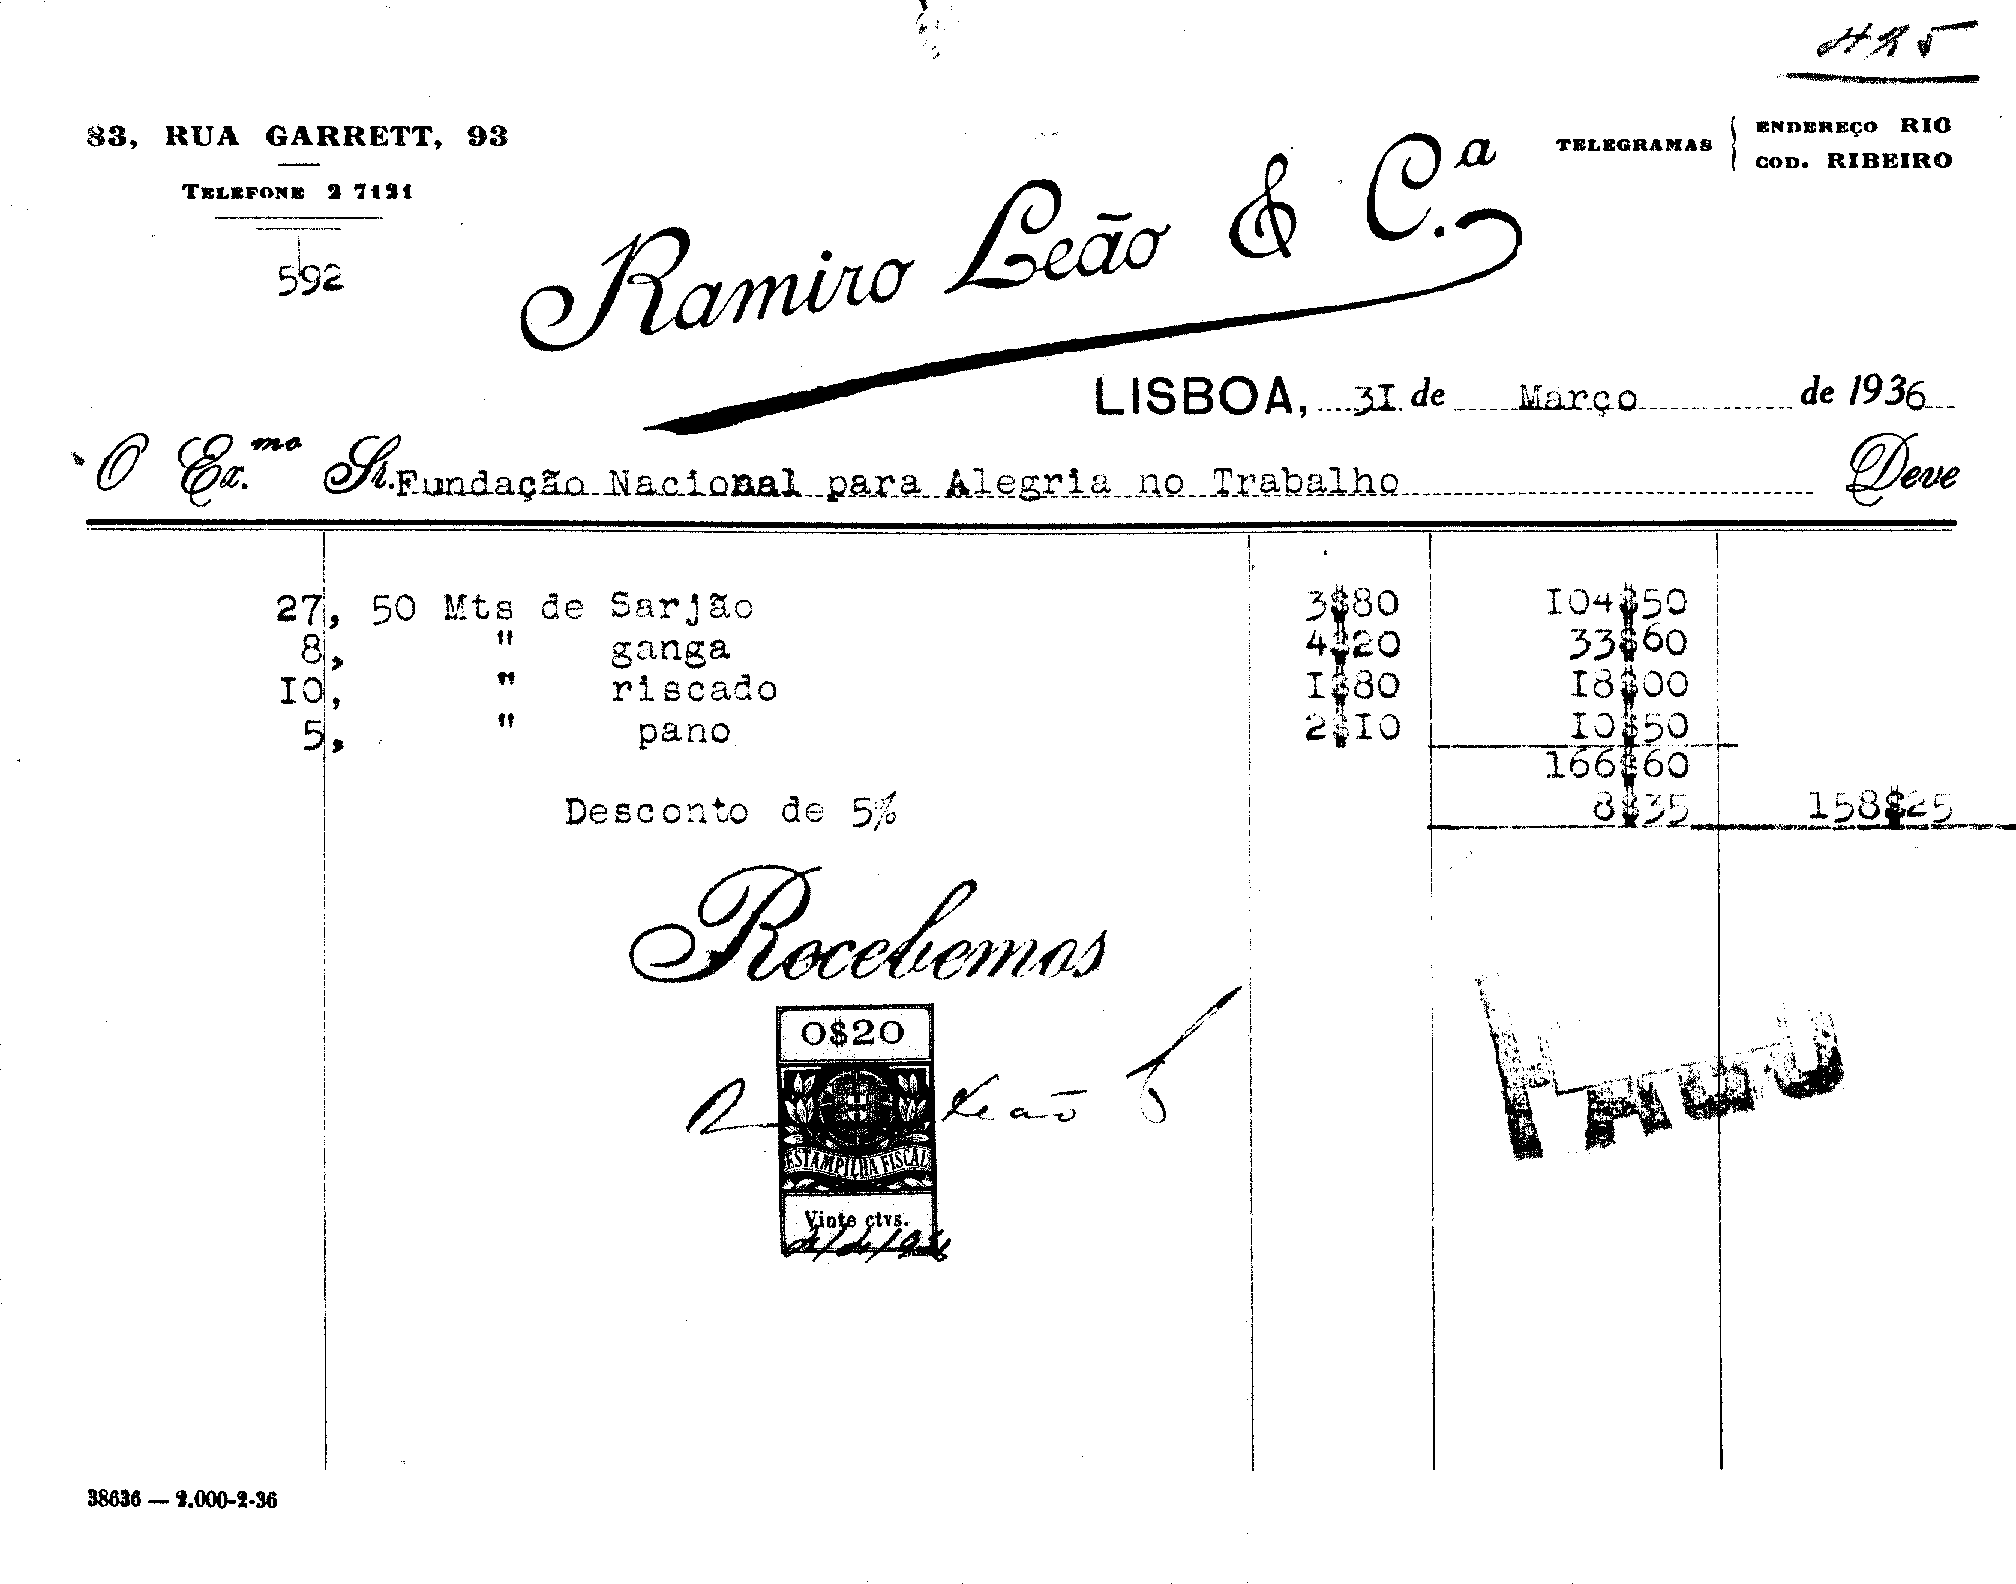 425
83, RUA GARRETT, 93
TELEFONE 2 7121
592
Ramiro Leão & C.ª
TELEGRAMAS
ENDEREÇO RIO
COD. RIBEIRO
LISBOA, 31 de Março de 1936
O Ex.mo Sr. Fundação Nacional para Alegria no Trabalho Deve
27, 50 Mts de Sarjão 3$80 104$50
8, " ganga 4$20 33$60
10, " riscado 1$80 18$00
5, " pano 2$10 10$50
166$60
Desconto de 5% 8$35 158$25
Recebemos
0$20
Leão
ESTAMPILHA FISCAL
Vinte ctvs.
38636 — 2.000-2-36